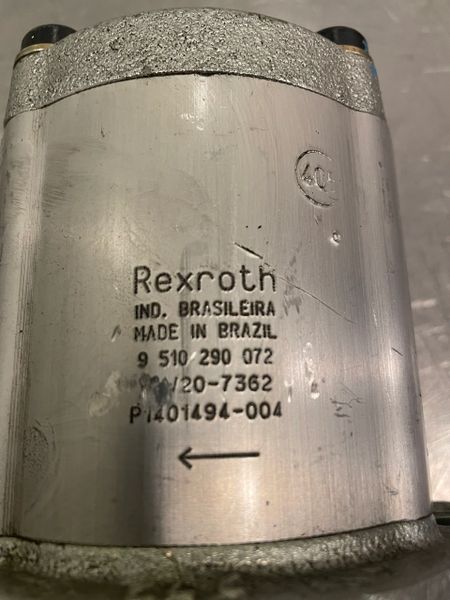 40
Rexroth
IND. BRASILEIRA
MADE IN BRAZIL
9 510 290 072
/20-7362
P1401494-004